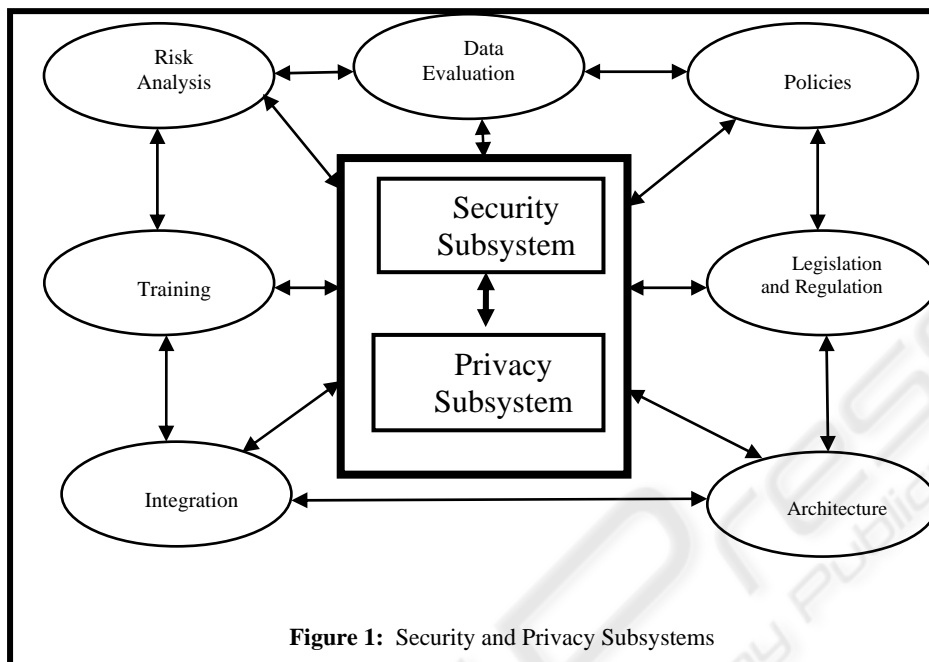 Risk
Analysis
Data
Evaluation
Policies
Security
Subsystem
Training
Legislation
and Regulation
Privacy
Subsystem
Integration
Architecture
Figure 1: Security and Privacy Subsystems